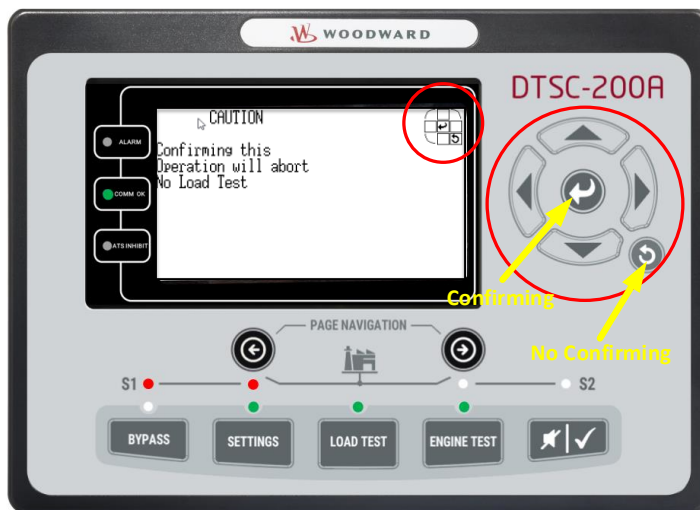 WOODWARD
DTSC-200A
CAUTION
Confirming this
Operation will abort
No Load Test
ALARM
COMM OK
ATS INHIBIT
Confirming
No Confirming
PAGE NAVIGATION
S1
S2
BYPASS
SETTINGS
LOAD TEST
ENGINE TEST